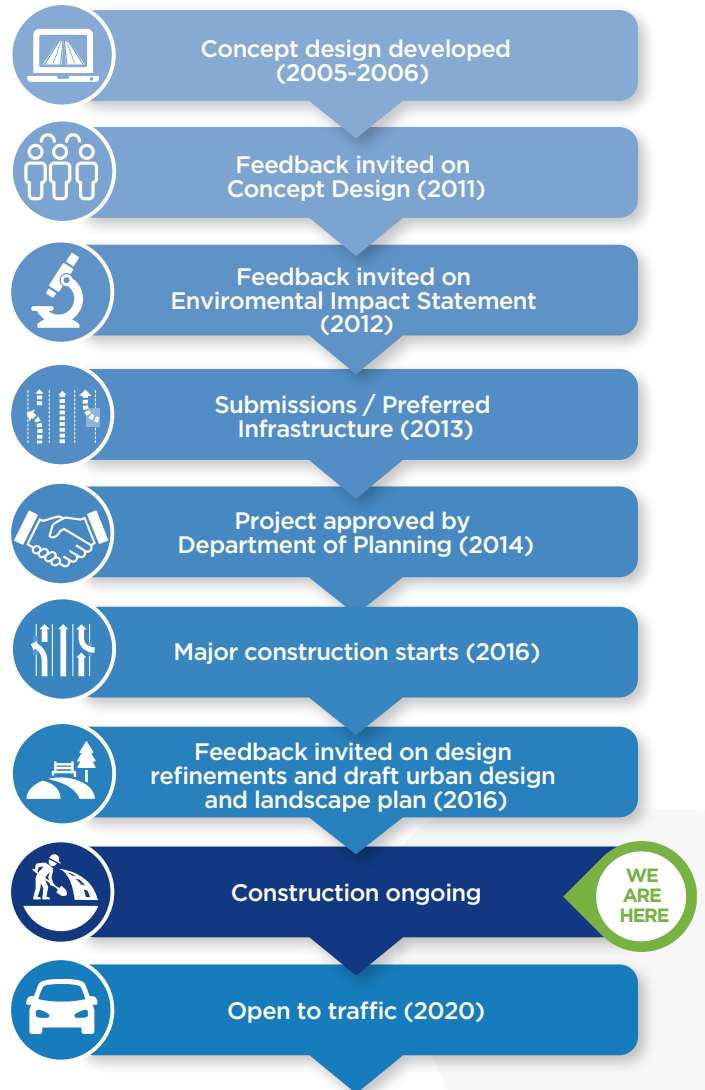 Concept design developed
(2005-2006)
Feedback invited on
Concept Design (2011)
Feedback invited on
Enviromental Impact Statement
(2012)
Submissions / Preferred
Infrastructure (2013)
Project approved by
Department of Planning (2014)
Major construction starts (2016)
Feedback invited on design
refinements and draft urban design
and landscape plan (2016)
Construction ongoing
WE
ARE
HERE
Open to traffic (2020)